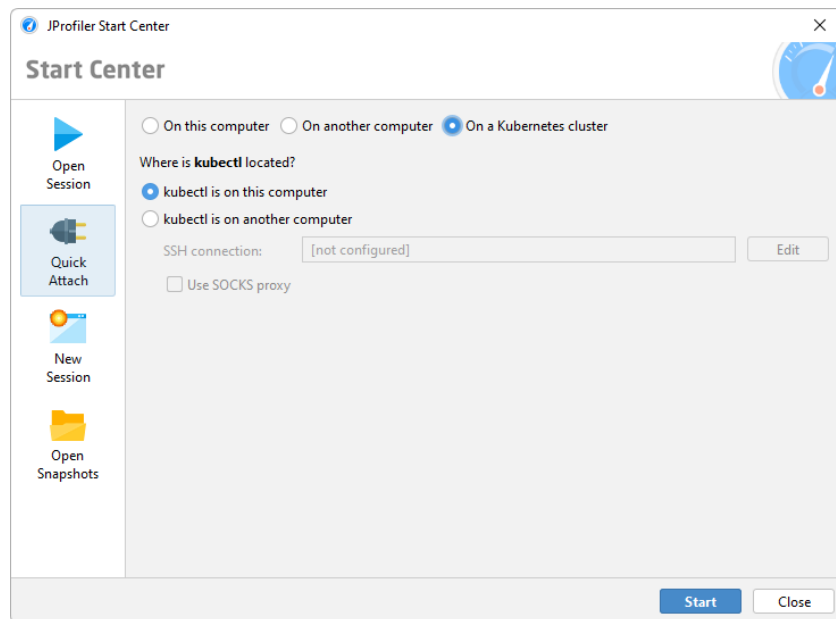 JProfiler Start Center
Start Center
Open
Session
Quick
Attach
New
Session
Open
Snapshots
On this computer On another computer On a Kubernetes cluster
Where is kubectl located?
kubectl is on this computer
kubectl is on another computer
SSH connection: [not configured] Edit
Use SOCKS proxy
Start Close